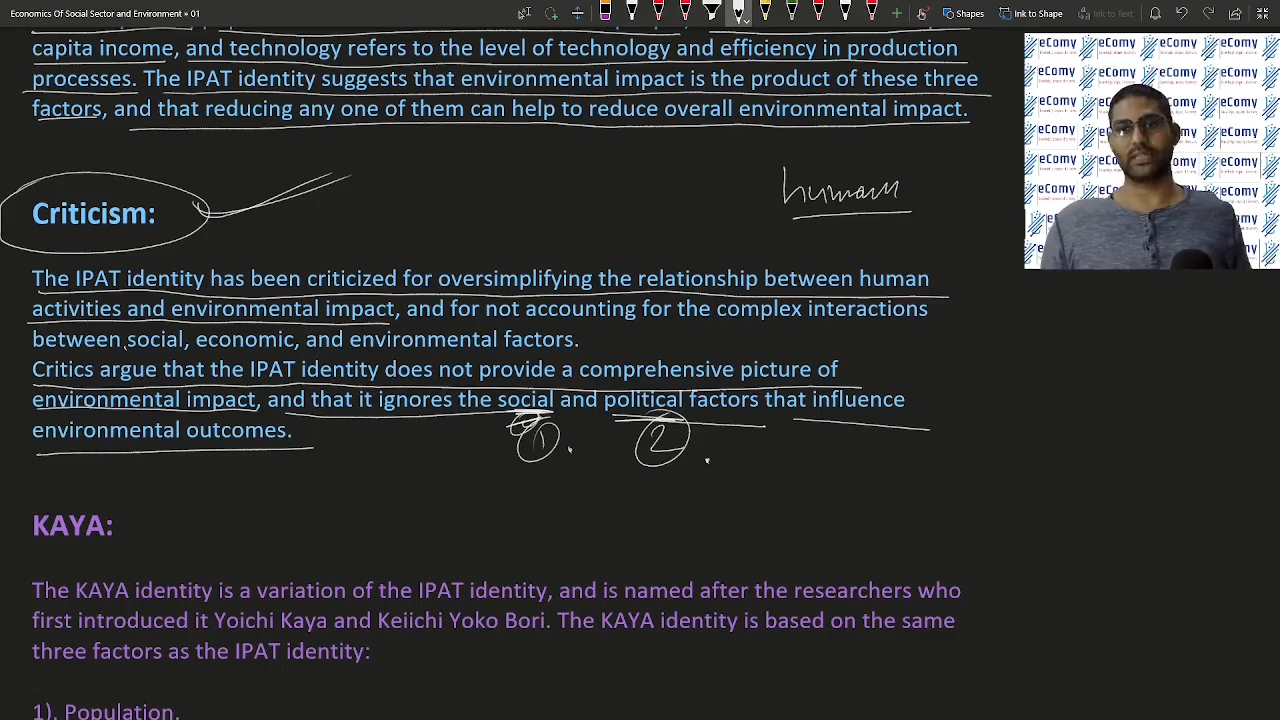 Economics Of Social Sector and Environment » 01
Shapes
Ink to Shape
Ink to Text
capita income, and technology refers to the level of technology and efficiency in production
processes. The IPAT identity suggests that environmental impact is the product of these three
factors, and that reducing any one of them can help to reduce overall environmental impact.
human
Criticism:
The IPAT identity has been criticized for oversimplifying the relationship between human
activities and environmental impact, and for not accounting for the complex interactions
between social, economic, and environmental factors.
Critics argue that the IPAT identity does not provide a comprehensive picture of
environmental impact, and that it ignores the social and political factors that influence
environmental outcomes.
1 2
KAYA:
The KAYA identity is a variation of the IPAT identity, and is named after the researchers who
first introduced it Yoichi Kaya and Keiichi Yoko Bori. The KAYA identity is based on the same
three factors as the IPAT identity:
1). Population.
eComy eComy eComy eComy